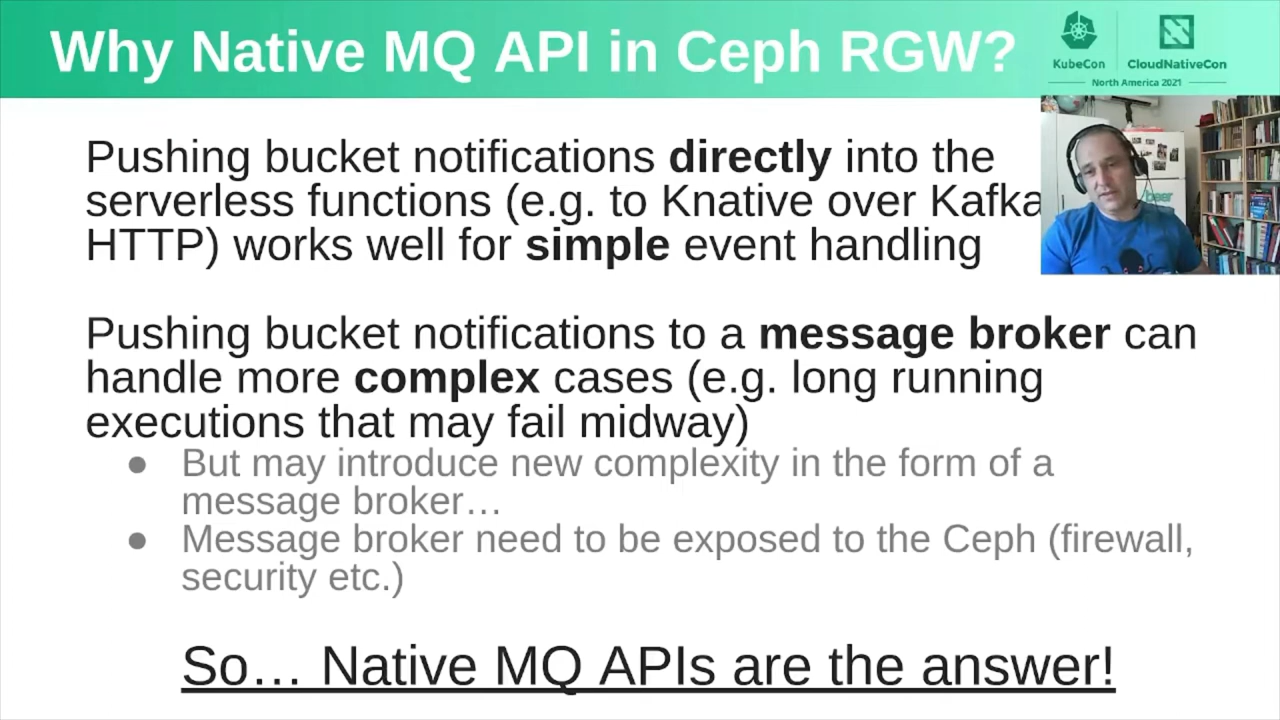 Why Native MQ API in Ceph RGW?
KubeCon
CloudNativeCon
North America 2021
Pushing bucket notifications directly into the
serverless functions (e.g. to Knative over Kafka
HTTP) works well for simple event handling
beer
Pushing bucket notifications to a message broker can
handle more complex cases (e.g. long running
executions that may fail midway)
● But may introduce new complexity in the form of a
message broker…
● Message broker need to be exposed to the Ceph (firewall,
security etc.)
So… Native MQ APIs are the answer!